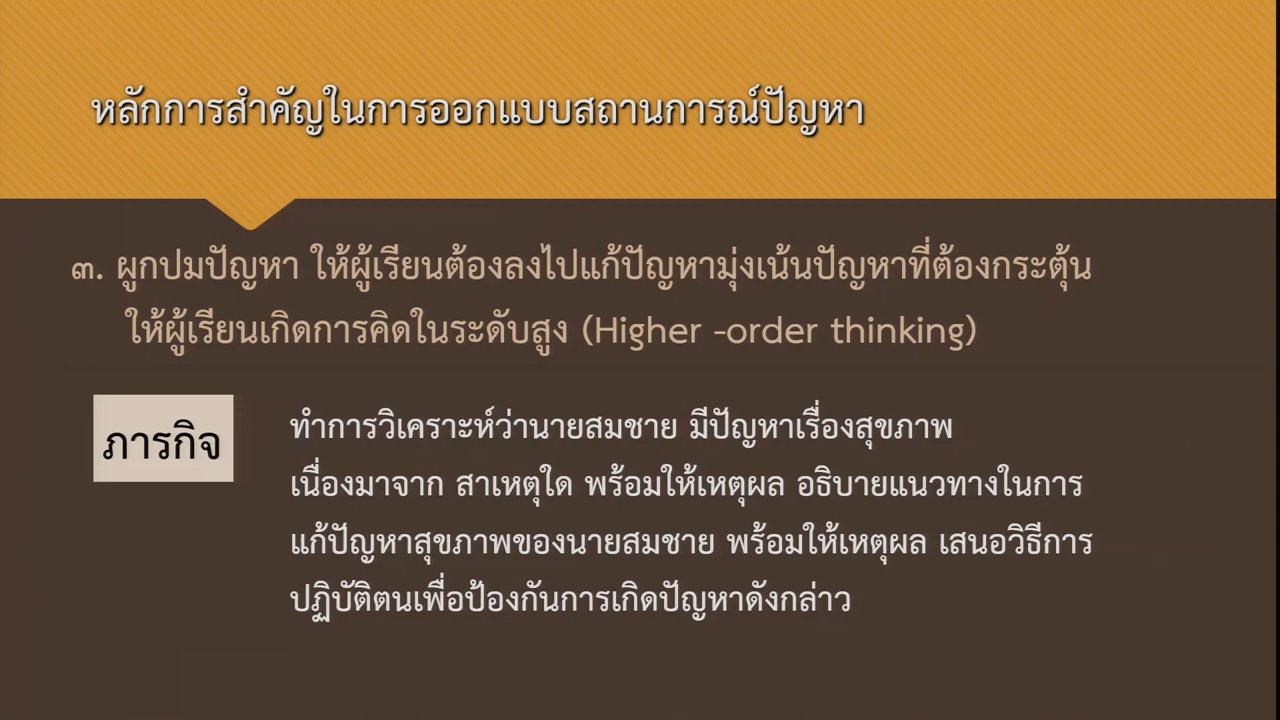 หลักการสำคัญในการออกแบบสถานการณ์ปัญหา
๓. ผูกปมปัญหา ให้ผู้เรียนต้องลงไปแก้ปัญหามุ่งเน้นปัญหาที่ต้องกระตุ้น
ให้ผู้เรียนเกิดการคิดในระดับสูง (Higher -order thinking)
ภารกิจ
ทำการวิเคราะห์ว่านายสมชาย มีปัญหาเรื่องสุขภาพ
เนื่องมาจาก สาเหตุใด พร้อมให้เหตุผล อธิบายแนวทางในการ
แก้ปัญหาสุขภาพของนายสมชาย พร้อมให้เหตุผล เสนอวิธีการ
ปฏิบัติตนเพื่อป้องกันการเกิดปัญหาดังกล่าว